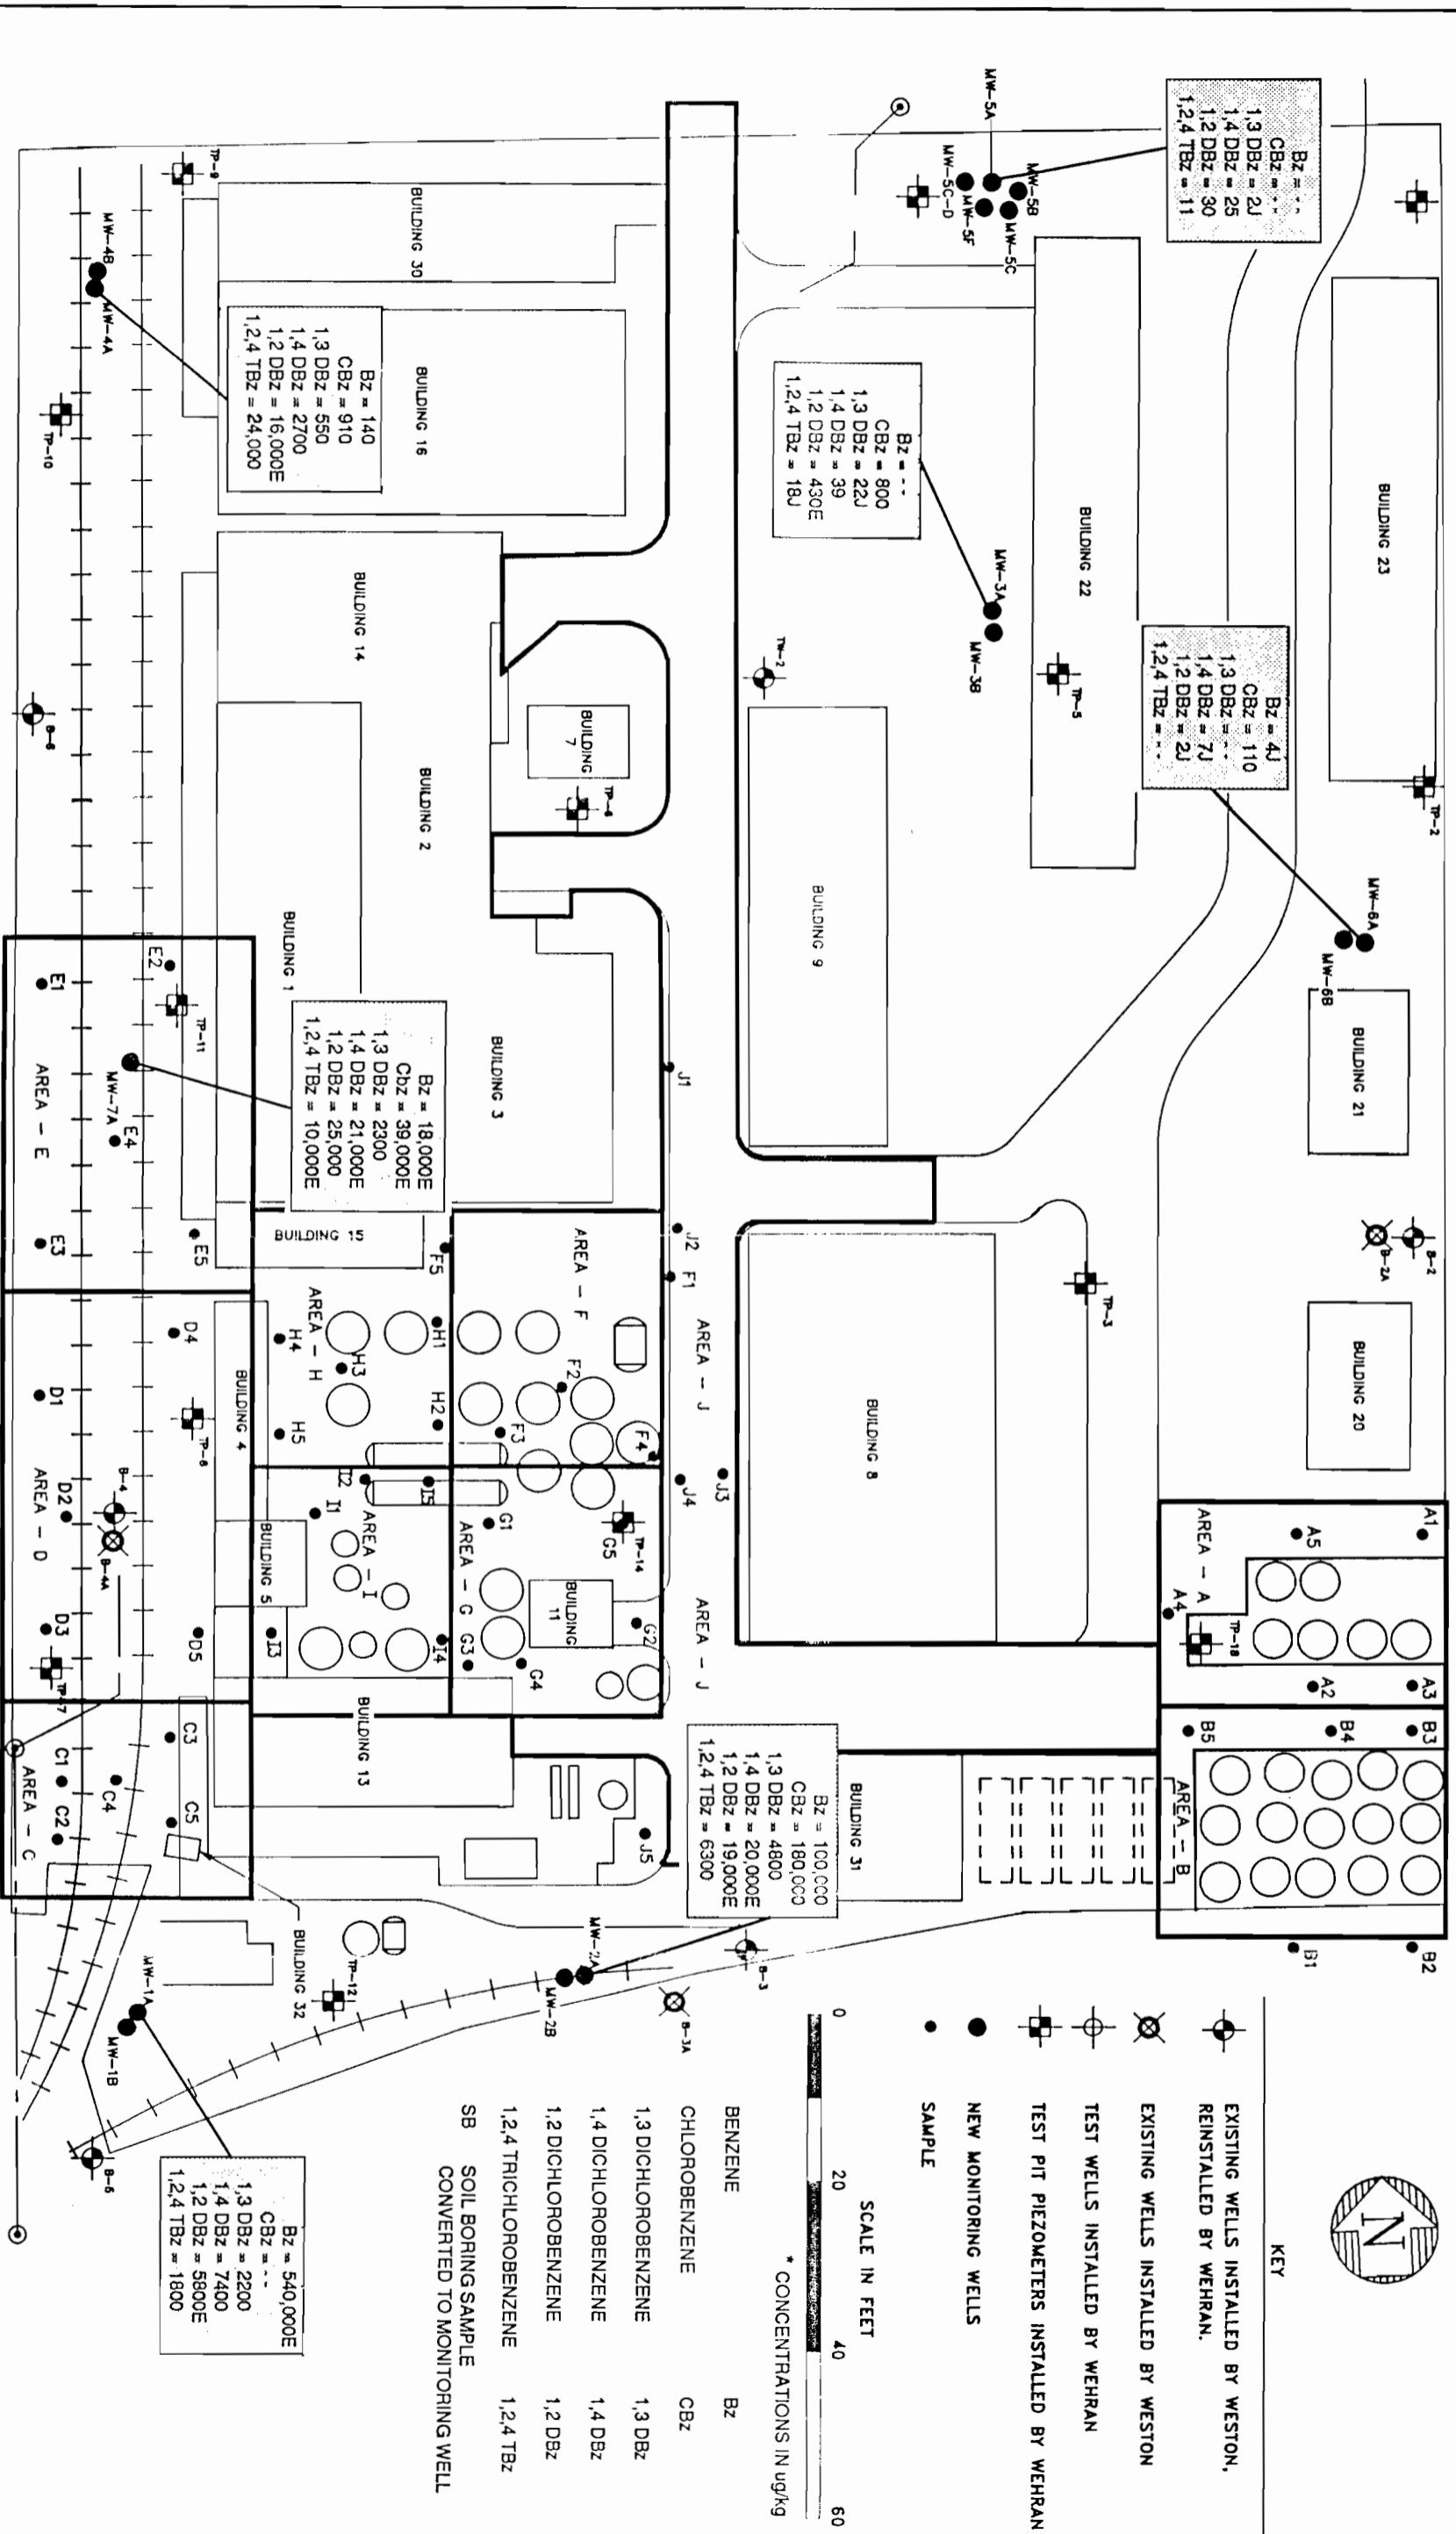 Bz = --
CBz = --
1,3 DBz = 2J
1,4 DBz = 25
1,2 DBz = 30
1,2,4 TBz = 11
MW-5A
MW-5B
MW-5C
MW-5F
MW-5C-D
BUILDING 23
TP-2
BUILDING 22
TP-5
Bz = 4J
CBz = 110
1,3 DBz = --
1,4 DBz = 7J
1,2 DBz = 2J
1,2,4 TBz = --
MW-6A
MW-6B
BUILDING 21
B-2
B-2A
BUILDING 20
Bz = --
CBz = 800
1,3 DBz = 22J
1,4 DBz = 39
1,2 DBz = 430E
1,2,4 TBz = 18J
MW-3A
MW-3B
TW-2
BUILDING 9
TP-3
BUILDING 8
A1
A5
AREA - A
A4
TP-18
A2
A3
B3
B4
B5
AREA - B
B1
B2
BUILDING 31
TP-9
BUILDING 30
MW-4B
MW-4A
TP-10
Bz = 140
CBz = 910
1,3 DBz = 550
1,4 DBz = 2700
1,2 DBz = 16,000E
1,2,4 TBz = 24,000
BUILDING 16
BUILDING 14
BUILDING 7
TP-4
BUILDING 2
B-6
BUILDING 1
BUILDING 3
Bz = 18,000E
Cbz = 39,000E
1,3 DBz = 2300
1,4 DBz = 21,000E
1,2 DBz = 25,000
1,2,4 TBz = 10,000E
E2
E1
TP-11
AREA - E
MW-7A
E4
E3
E5
BUILDING 15
J1
J2
F1
AREA - J
J3
J4
AREA - J
J5
F5
AREA - F
F2
F3
F4
H1
AREA - H
H4
H3
H2
H5
D4
D1
TP-8
BUILDING 4
AREA - D
D2
B-4
B-4A
D3
D5
TP-7
I2
I5
I1
AREA - I
BUILDING 5
I3
I4
G1
AREA - G
G5
TP-14
BUILDING 11
G2
G3
G4
BUILDING 13
C3
C1
C4
C2
C5
AREA - C
BUILDING 32
TP-12
Bz = 100,000
CBz = 180,000
1,3 DBz = 4800
1,4 DBz = 20,000E
1,2 DBz = 19,000E
1,2,4 TBz = 6300
MW-2A
MW-2B
B-3
B-3A
MW-1A
MW-1B
B-5
Bz = 540,000E
CBz = --
1,3 DBz = 2200
1,4 DBz = 7400
1,2 DBz = 5800E
1,2,4 TBz = 1800
N
KEY
EXISTING WELLS INSTALLED BY WESTON,
REINSTALLED BY WEHRAN.
EXISTING WELLS INSTALLED BY WESTON
TEST WELLS INSTALLED BY WEHRAN
TEST PIT PIEZOMETERS INSTALLED BY WEHRAN
NEW MONITORING WELLS
SAMPLE
SCALE IN FEET
0 20 40 60
* CONCENTRATIONS IN ug/kg
BENZENE Bz
CHLOROBENZENE CBz
1,3 DICHLOROBENZENE 1,3 DBz
1,4 DICHLOROBENZENE 1,4 DBz
1,2 DICHLOROBENZENE 1,2 DBz
1,2,4 TRICHLOROBENZENE 1,2,4 TBz
SB SOIL BORING SAMPLE
CONVERTED TO MONITORING WELL